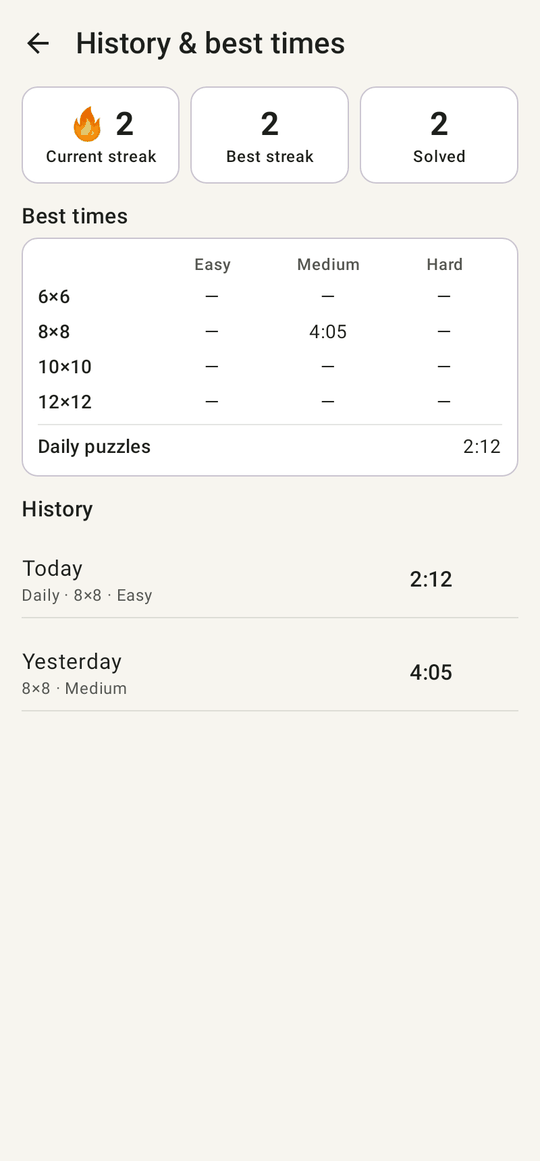 History & best times
2 2 2
Current streak Best streak Solved
Best times
Easy Medium Hard
6×6 — — —
8×8 — 4:05 —
10×10 — — —
12×12 — — —
Daily puzzles 2:12
History
Today
Daily · 8×8 · Easy 2:12
Yesterday
8×8 · Medium 4:05